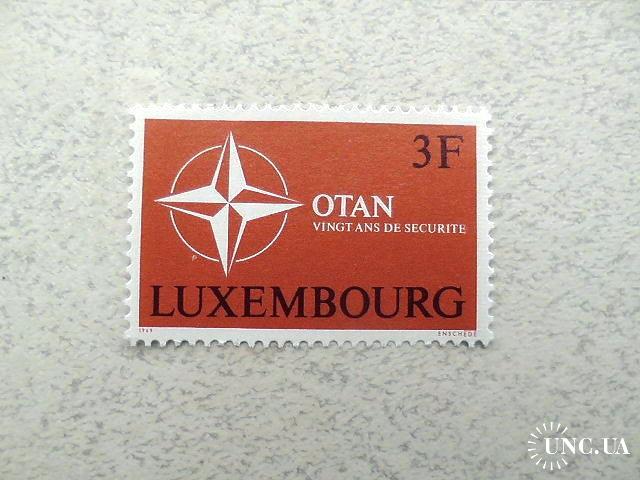 3F
OTAN
VINGT ANS DE SECURITE
LUXEMBOURG
1969 ENSCHEDE
UNC.UA